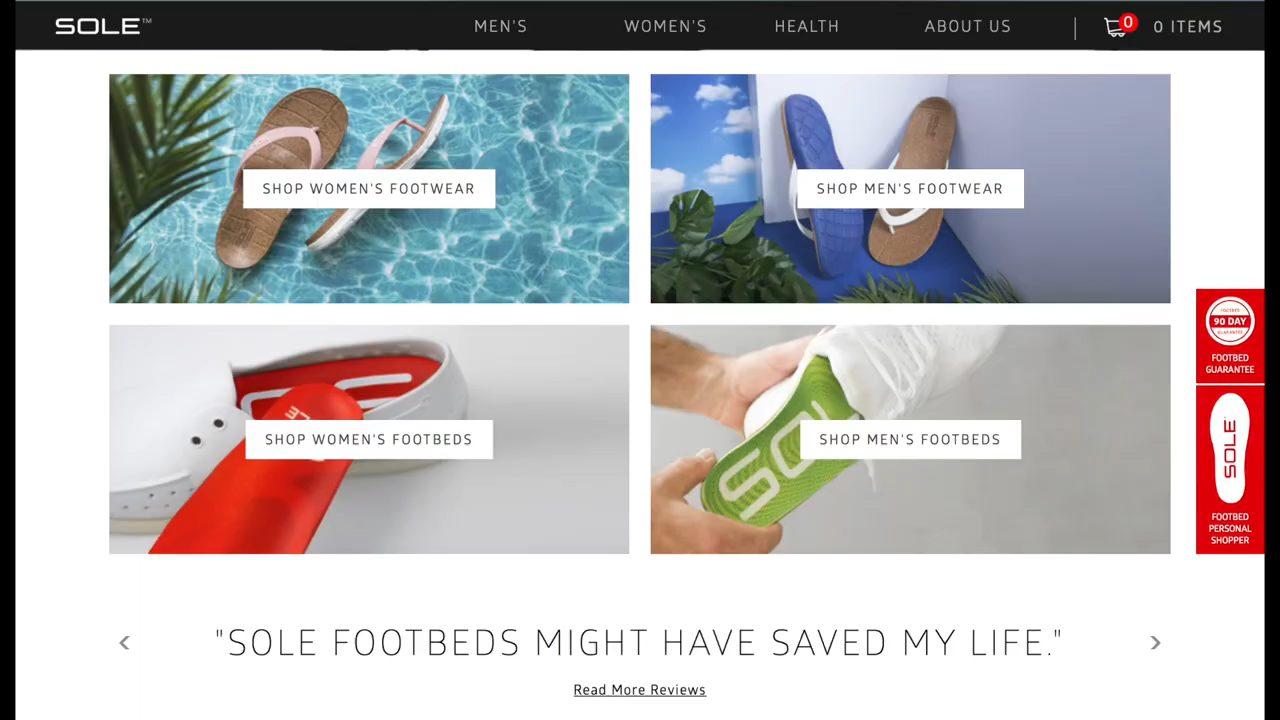 SOLE™
MEN'S
WOMEN'S
HEALTH
ABOUT US
0
0 ITEMS
SHOP WOMEN'S FOOTWEAR
SHOP MEN'S FOOTWEAR
90 DAY
GUARANTEE
FOOTBED
GUARANTEE
SHOP WOMEN'S FOOTBEDS
SHOP MEN'S FOOTBEDS
SOL
SOLE
FOOTBED
PERSONAL
SHOPPER
"SOLE FOOTBEDS MIGHT HAVE SAVED MY LIFE."
Read More Reviews